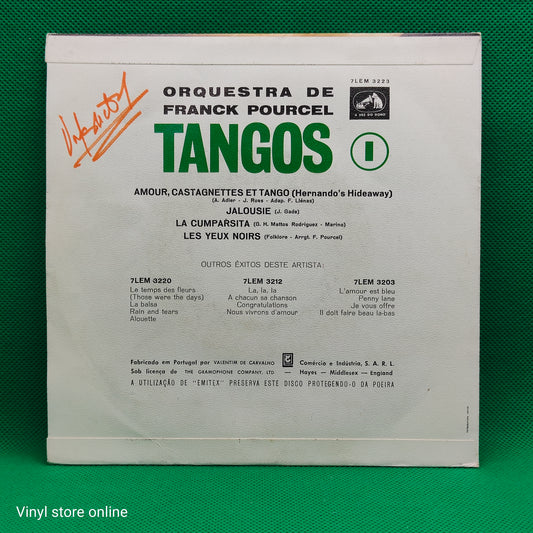 7LEM 3223
ORQUESTRA DE
FRANCK POURCEL
A VOZ DO DONO
TANGOS 1
AMOUR, CASTAGNETTES ET TANGO (Hernando's Hideaway)
(A. Adler - J. Ross - Adap. F. Llénas)
JALOUSIE (J. Gade)
LA CUMPARSITA (G. H. Mattos Rodriguez - Marino)
LES YEUX NOIRS (Folklore - Arrgt. F. Pourcel)
OUTROS ÊXITOS DESTE ARTISTA:
7LEM 3220
Le temps des fleurs
(Those were the days)
La balsa
Rain and tears
Alouette
7LEM 3212
La, la, la
A chacun sa chanson
Congratulations
Nous vivrons d'amour
7LEM 3203
L'amour est bleu
Penny lane
Je vous offre
Il doit faire beau la-bas
Fabricado em Portugal por VALENTIM DE CARVALHO Comércio e Indústria, S. A. R. L.
Sob licença de THE GRAMOPHONE COMPANY, LTD — Hayes — Middlesex — England
A UTILIZAÇÃO DE "EMITEX" PRESERVA ESTE DISCO PROTEGENDO-O DA POEIRA
Vinyl store online